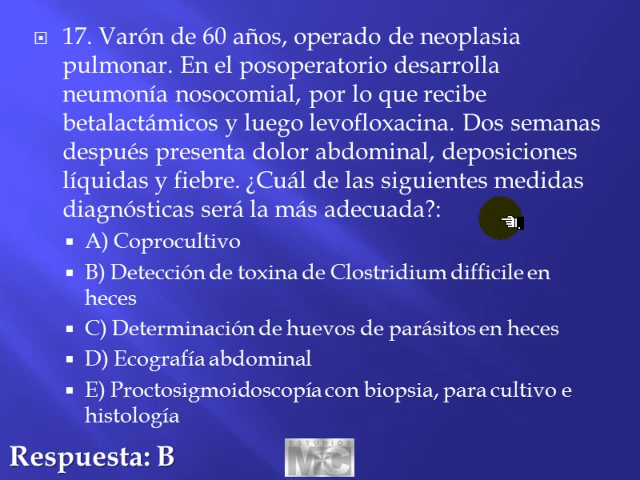 17. Varón de 60 años, operado de neoplasia
pulmonar. En el posoperatorio desarrolla
neumonía nosocomial, por lo que recibe
betalactámicos y luego levofloxacina. Dos semanas
después presenta dolor abdominal, deposiciones
líquidas y fiebre. ¿Cuál de las siguientes medidas
diagnósticas será la más adecuada?:
A) Coprocultivo
B) Detección de toxina de Clostridium difficile en
heces
C) Determinación de huevos de parásitos en heces
D) Ecografía abdominal
E) Proctosigmoidoscopía con biopsia, para cultivo e
histología
Respuesta: B
ESTUDIOS
MC